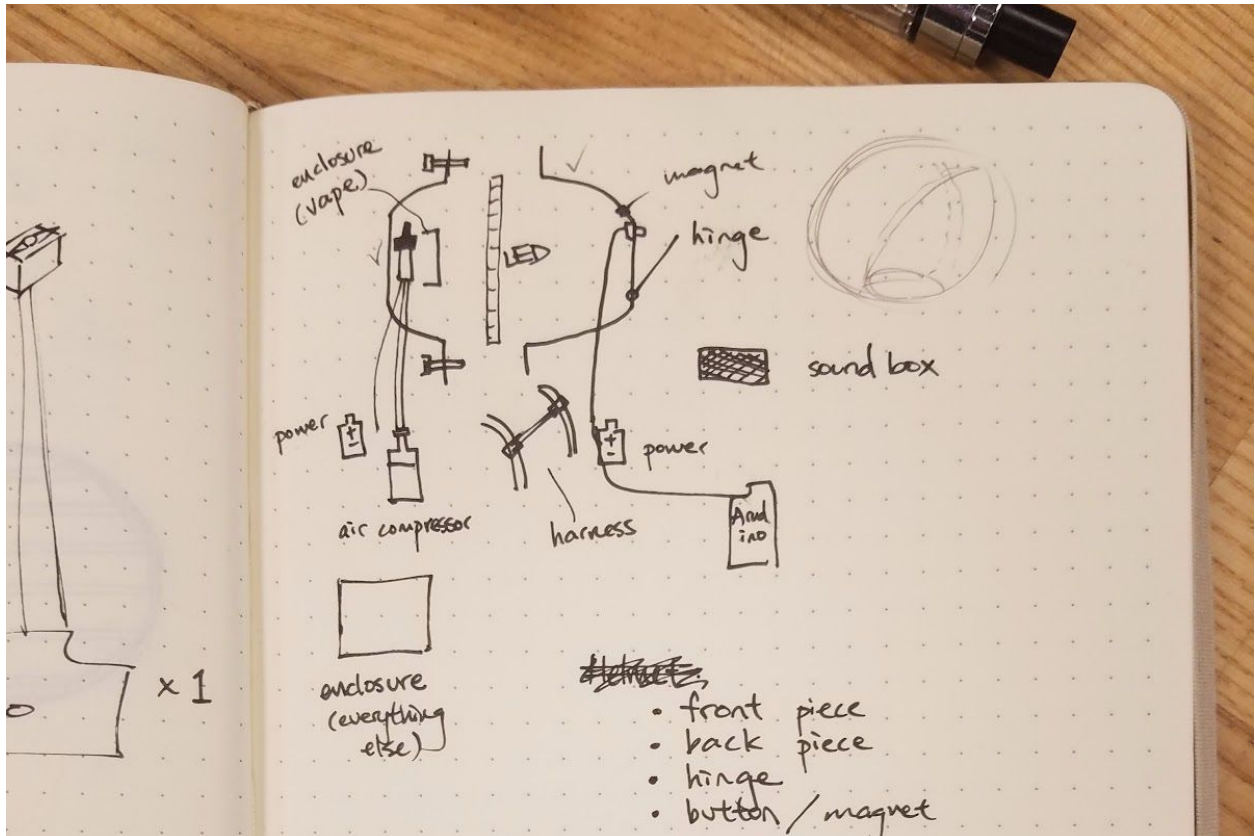 enclosure
(vape)
magnet
hinge
LED
sound box
power
+
-
+
-
power
air compressor
harness
Ard
ino
x 1
enclosure
(everything
else)
• front piece
• back piece
• hinge
• button / magnet